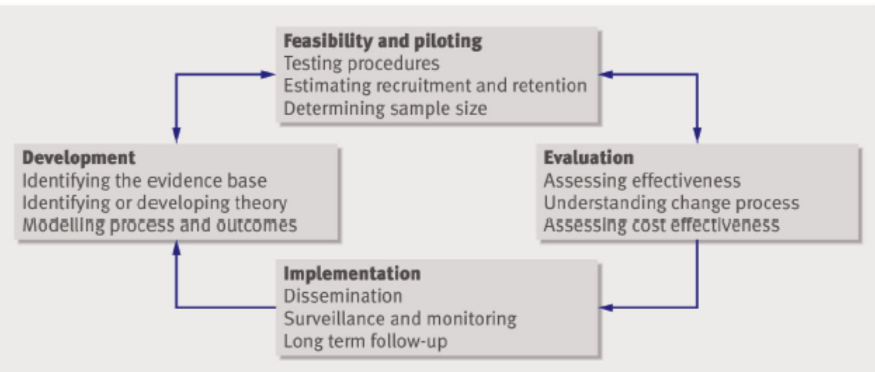 Feasibility and piloting
Testing procedures
Estimating recruitment and retention
Determining sample size
Development
Identifying the evidence base
Identifying or developing theory
Modelling process and outcomes
Evaluation
Assessing effectiveness
Understanding change process
Assessing cost effectiveness
Implementation
Dissemination
Surveillance and monitoring
Long term follow-up